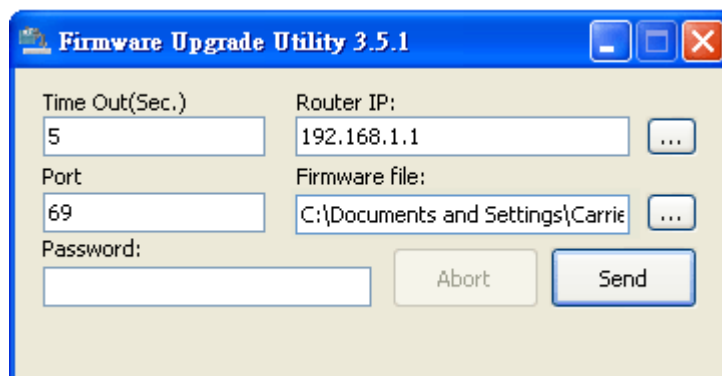 Firmware Upgrade Utility 3.5.1
Time Out(Sec.) Router IP:
5 192.168.1.1 ...
Port Firmware file:
69 C:\Documents and Settings\Carrie ...
Password:
Abort Send